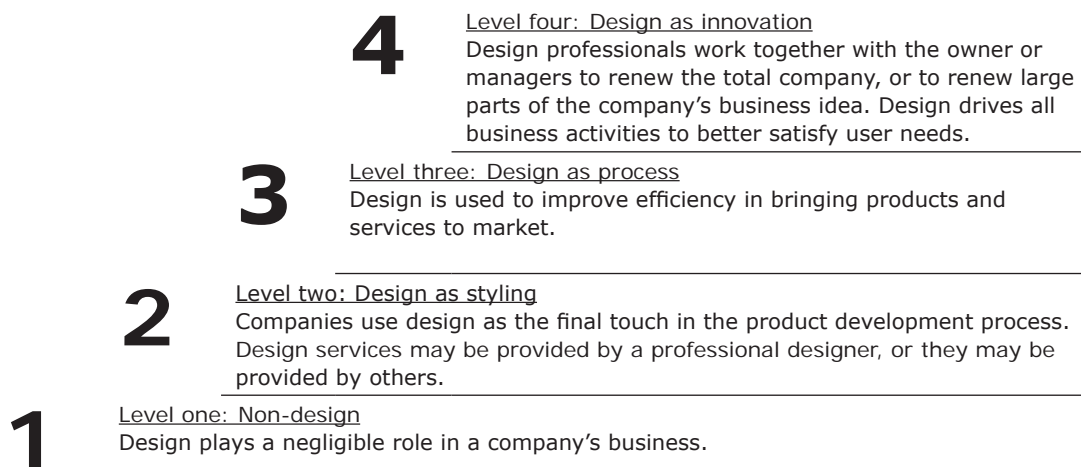 4
Level four: Design as innovation
Design professionals work together with the owner or
managers to renew the total company, or to renew large
parts of the company’s business idea. Design drives all
business activities to better satisfy user needs.
3
Level three: Design as process
Design is used to improve efficiency in bringing products and
services to market.
2
Level two: Design as styling
Companies use design as the final touch in the product development process.
Design services may be provided by a professional designer, or they may be
provided by others.
1
Level one: Non-design
Design plays a negligible role in a company’s business.